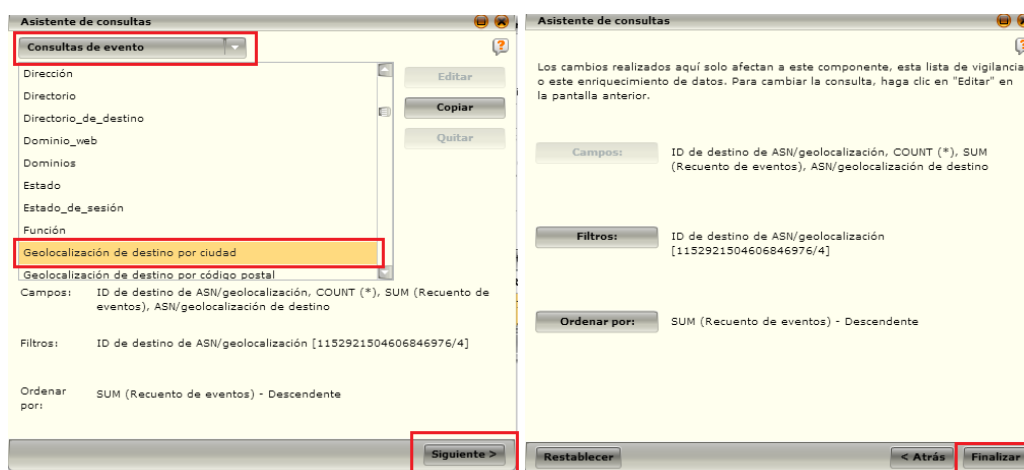 Asistente de consultas
Consultas de evento
Dirección
Directorio
Directorio_de_destino
Dominio_web
Dominios
Estado
Estado_de_sesión
Función
Geolocalización de destino por ciudad
Geolocalización de destino por código postal
Editar
Copiar
Quitar
Campos: ID de destino de ASN/geolocalización, COUNT (*), SUM (Recuento de
eventos), ASN/geolocalización de destino
Filtros: ID de destino de ASN/geolocalización [1152921504606846976/4]
Ordenar
por: SUM (Recuento de eventos) - Descendente
Siguiente >
Asistente de consultas
Los cambios realizados aquí solo afectan a este componente, esta lista de vigilancia
o este enriquecimiento de datos. Para cambiar la consulta, haga clic en "Editar" en
la pantalla anterior.
Campos: ID de destino de ASN/geolocalización, COUNT (*), SUM
(Recuento de eventos), ASN/geolocalización de destino
Filtros: ID de destino de ASN/geolocalización
[1152921504606846976/4]
Ordenar por: SUM (Recuento de eventos) - Descendente
Restablecer
< Atrás
Finalizar